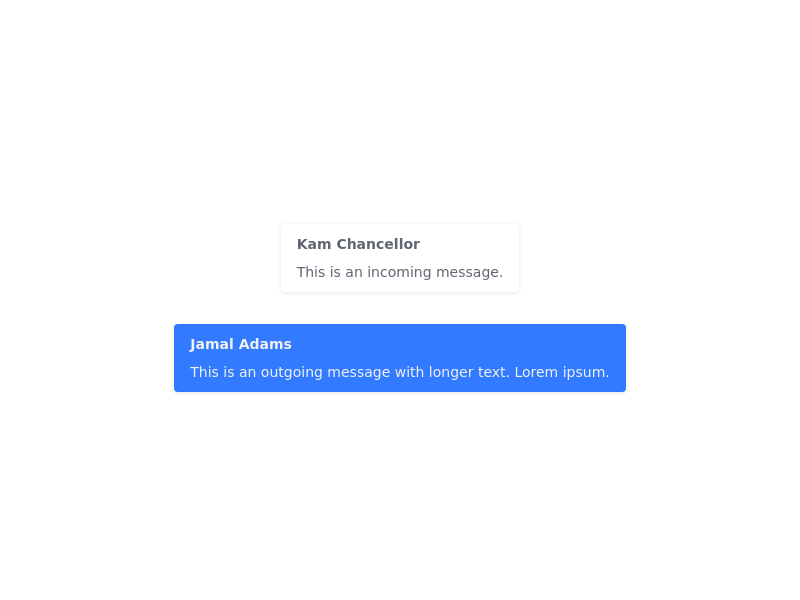 Kam Chancellor
This is an incoming message.
Jamal Adams
This is an outgoing message with longer text. Lorem ipsum.